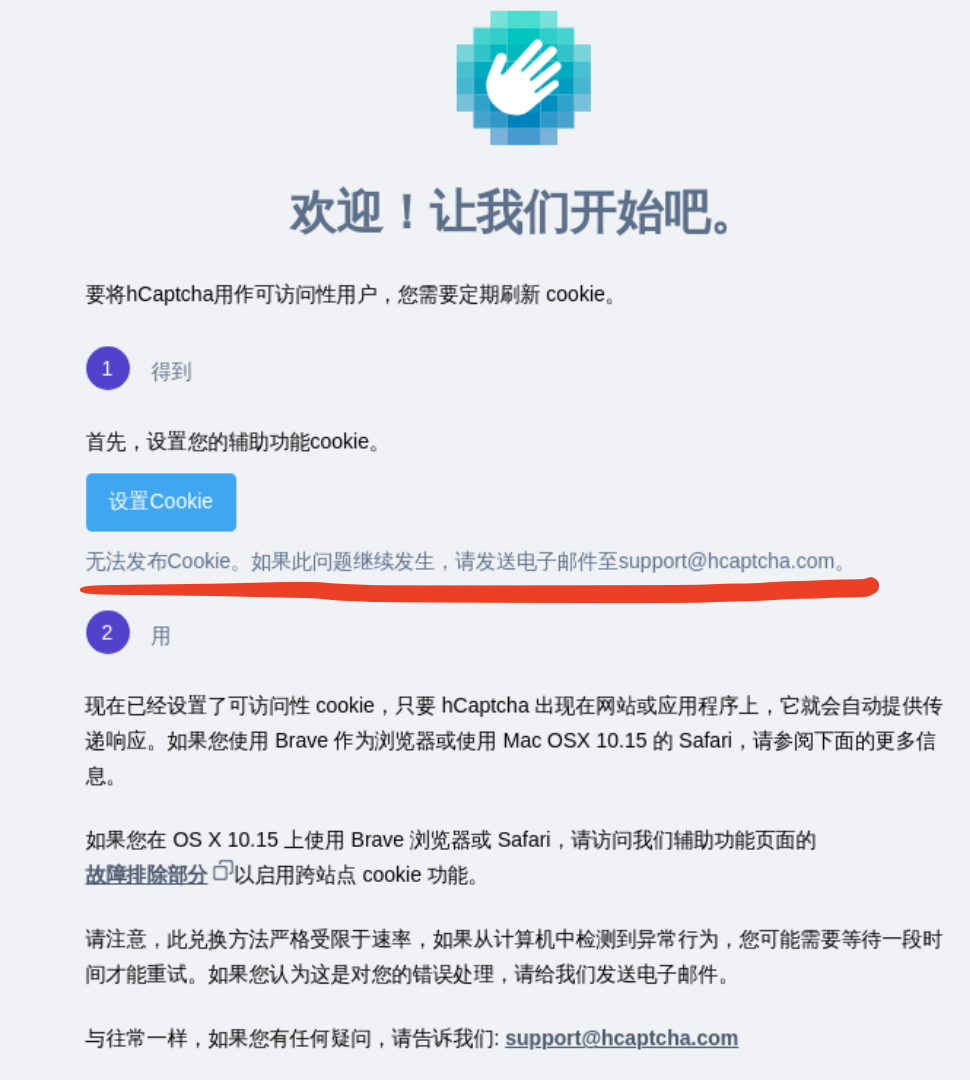 欢迎！让我们开始吧。
要将hCaptcha用作可访问性用户，您需要定期刷新 cookie。
1 得到
首先，设置您的辅助功能cookie。
设置Cookie
无法发布Cookie。如果此问题继续发生，请发送电子邮件至support@hcaptcha.com。
2 用
现在已经设置了可访问性 cookie，只要 hCaptcha 出现在网站或应用程序上，它就会自动提供传
递响应。如果您使用 Brave 作为浏览器或使用 Mac OSX 10.15 的 Safari，请参阅下面的更多信
息。
如果您在 OS X 10.15 上使用 Brave 浏览器或 Safari，请访问我们辅助功能页面的
故障排除部分 以启用跨站点 cookie 功能。
请注意，此兑换方法严格受限于速率，如果从计算机中检测到异常行为，您可能需要等待一段时
间才能重试。如果您认为这是对您的错误处理，请给我们发送电子邮件。
与往常一样，如果您有任何疑问，请告诉我们: support@hcaptcha.com